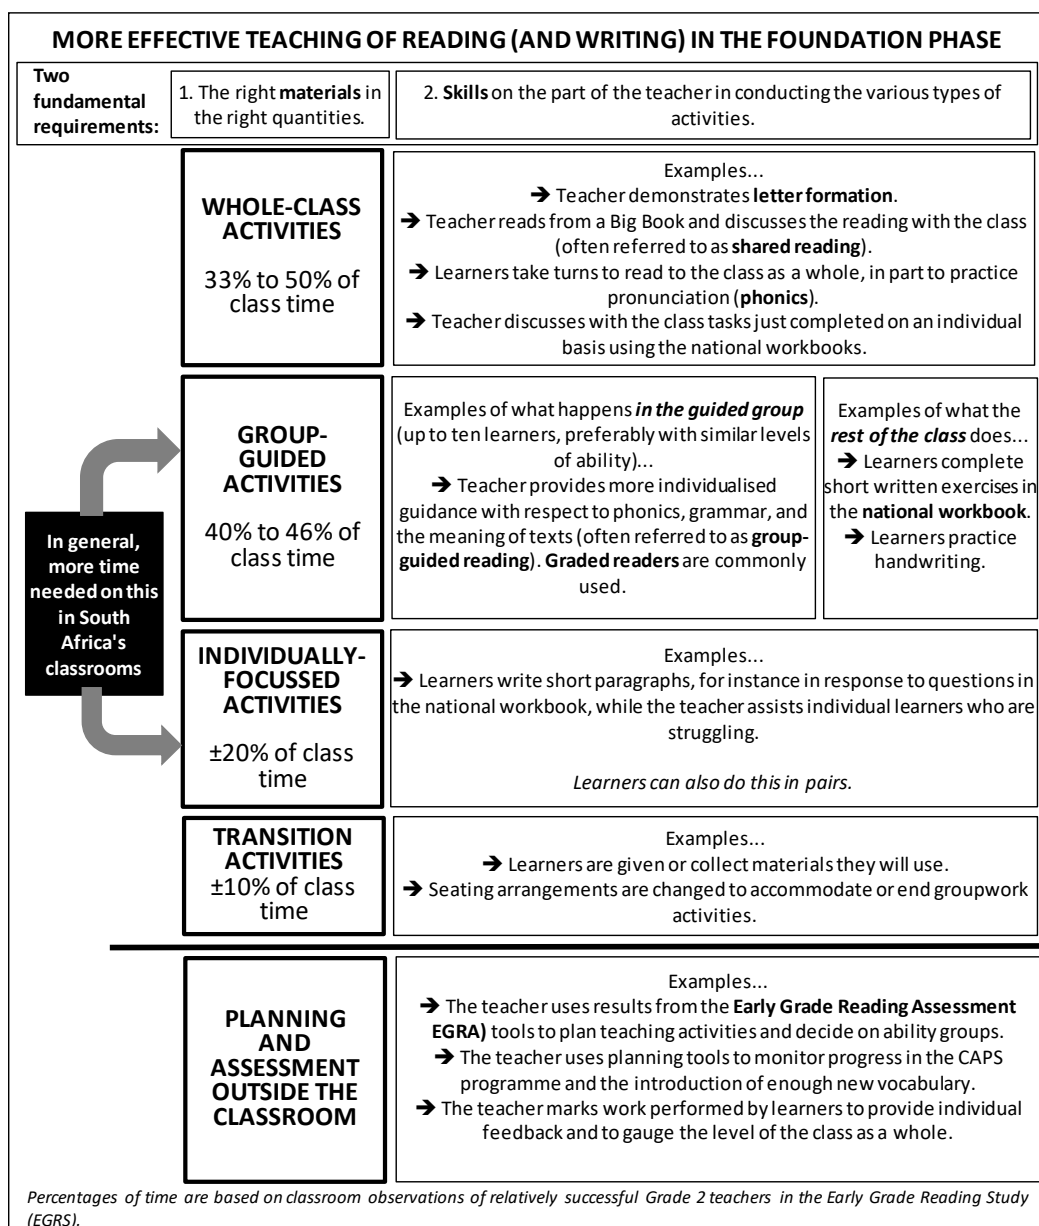 MORE EFFECTIVE TEACHING OF READING (AND WRITING) IN THE FOUNDATION PHASE
Two
fundamental
requirements:
1. The right materials in
the right quantities.
2. Skills on the part of the teacher in conducting the various types of
activities.
WHOLE-CLASS
ACTIVITIES
33% to 50% of
class time
Examples...
➔ Teacher demonstrates letter formation.
➔ Teacher reads from a Big Book and discusses the reading with the class
(often referred to as shared reading).
➔ Learners take turns to read to the class as a whole, in part to practice
pronunciation (phonics).
➔ Teacher discusses with the class tasks just completed on an individual
basis using the national workbooks.
In general,
more time
needed on this
in South
Africa's
classrooms
GROUP-
GUIDED
ACTIVITIES
40% to 46% of
class time
Examples of what happens in the guided group
(up to ten learners, preferably with similar levels
of ability)...
➔ Teacher provides more individualised
guidance with respect to phonics, grammar, and
the meaning of texts (often referred to as group-
guided reading). Graded readers are commonly
used.
Examples of what the
rest of the class does...
➔ Learners complete
short written exercises in
the national workbook.
➔ Learners practice
handwriting.
INDIVIDUALLY-
FOCUSSED
ACTIVITIES
±20% of class
time
Examples...
➔ Learners write short paragraphs, for instance in response to questions in
the national workbook, while the teacher assists individual learners who are
struggling.
Learners can also do this in pairs.
TRANSITION
ACTIVITIES
±10% of class
time
Examples...
➔ Learners are given or collect materials they will use.
➔ Seating arrangements are changed to accommodate or end groupwork
activities.
PLANNING
AND
ASSESSMENT
OUTSIDE THE
CLASSROOM
Examples...
➔ The teacher uses results from the Early Grade Reading Assessment
EGRA) tools to plan teaching activities and decide on ability groups.
➔ The teacher uses planning tools to monitor progress in the CAPS
programme and the introduction of enough new vocabulary.
➔ The teacher marks work performed by learners to provide individual
feedback and to gauge the level of the class as a whole.
Percentages of time are based on classroom observations of relatively successful Grade 2 teachers in the Early Grade Reading Study
(EGRS).